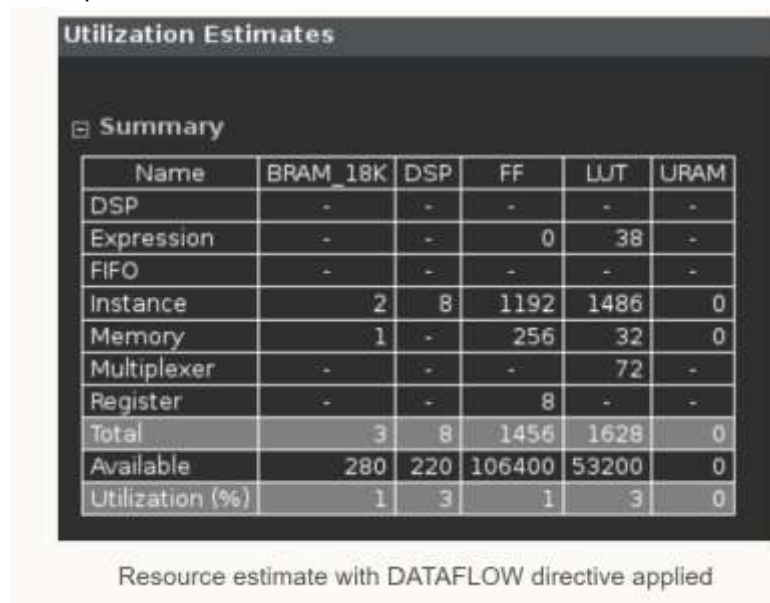 Utilization Estimates
Summary
Name BRAM_18K DSP FF LUT URAM
DSP - - - - -
Expression - - 0 38 -
FIFO - - - - -
Instance 2 8 1192 1486 0
Memory 1 - 256 32 0
Multiplexer - - - 72 -
Register - - 8 - -
Total 3 8 1456 1628 0
Available 280 220 106400 53200 0
Utilization (%) 1 3 1 3 0
Resource estimate with DATAFLOW directive applied